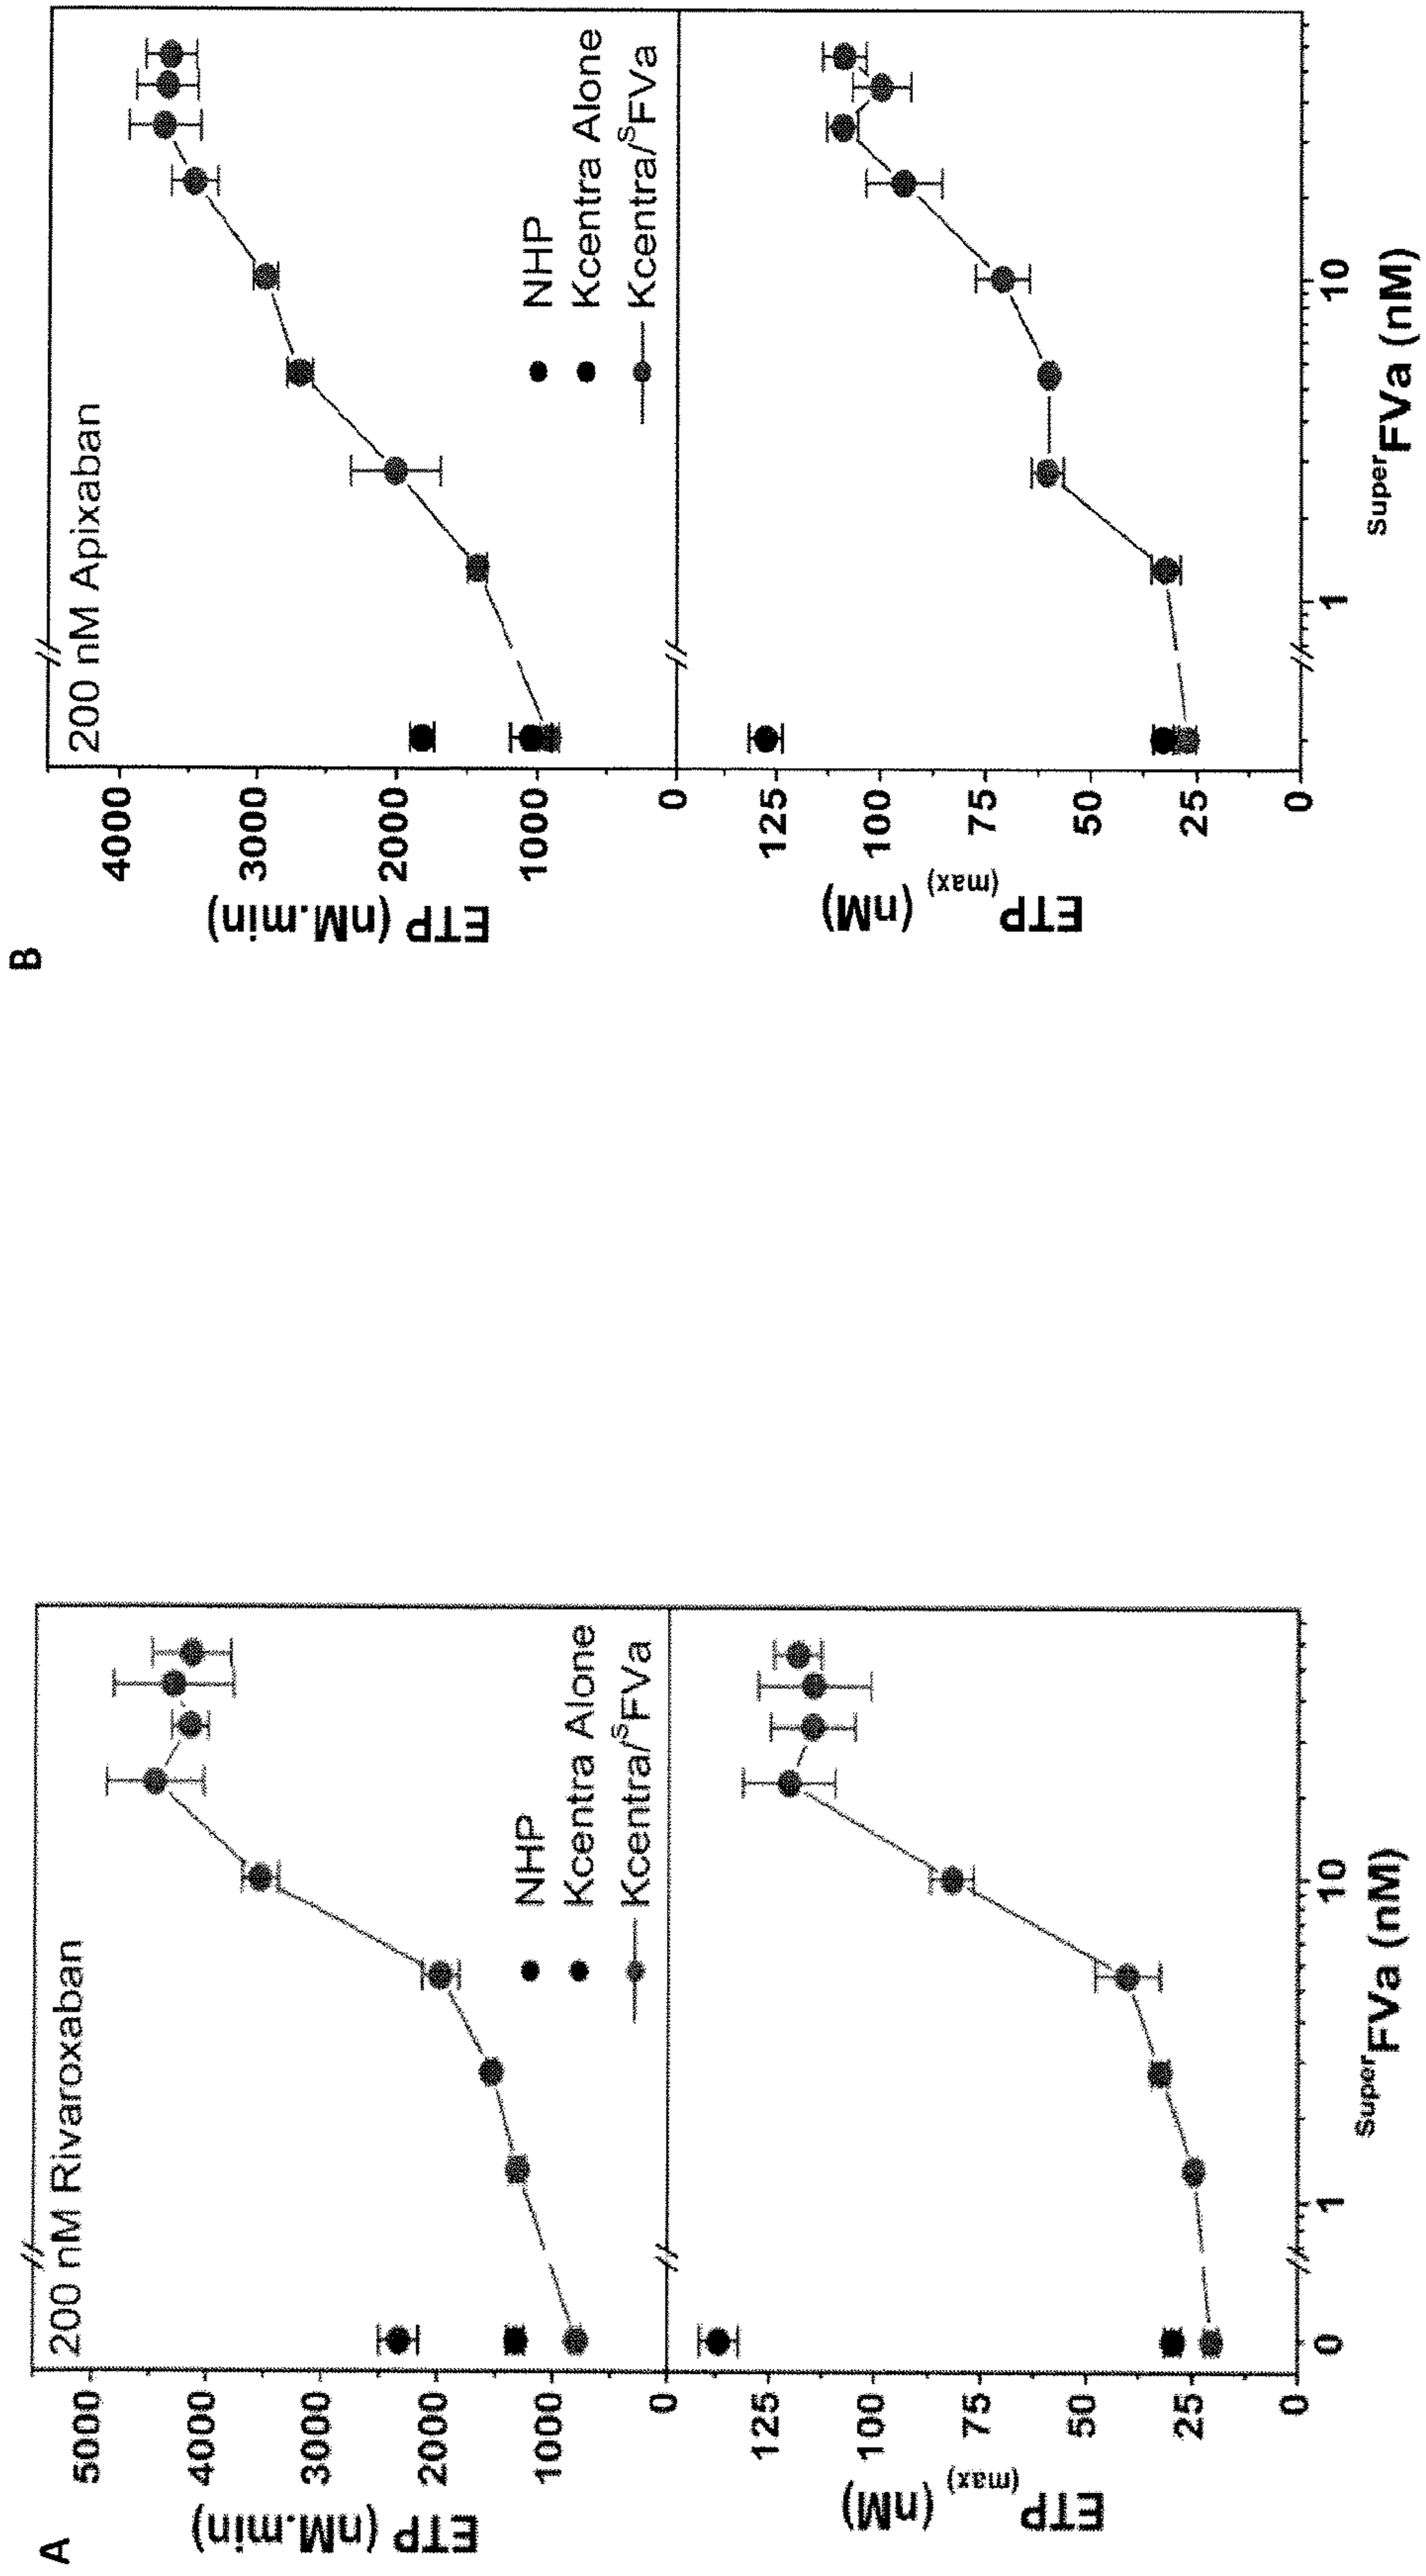 A
200 nM Rivaroxaban
5000
4000
3000
2000
1000
0
ETP (nM.min)
NHP
Kcentra Alone
Kcentra/SFVa
125
100
75
50
25
0
ETP(max) (nM)
0
1
10
SuperFVa (nM)
B
200 nM Apixaban
4000
3000
2000
1000
0
ETP (nM.min)
NHP
Kcentra Alone
Kcentra/SFVa
125
100
75
50
25
0
ETP(max) (nM)
1
10
SuperFVa (nM)